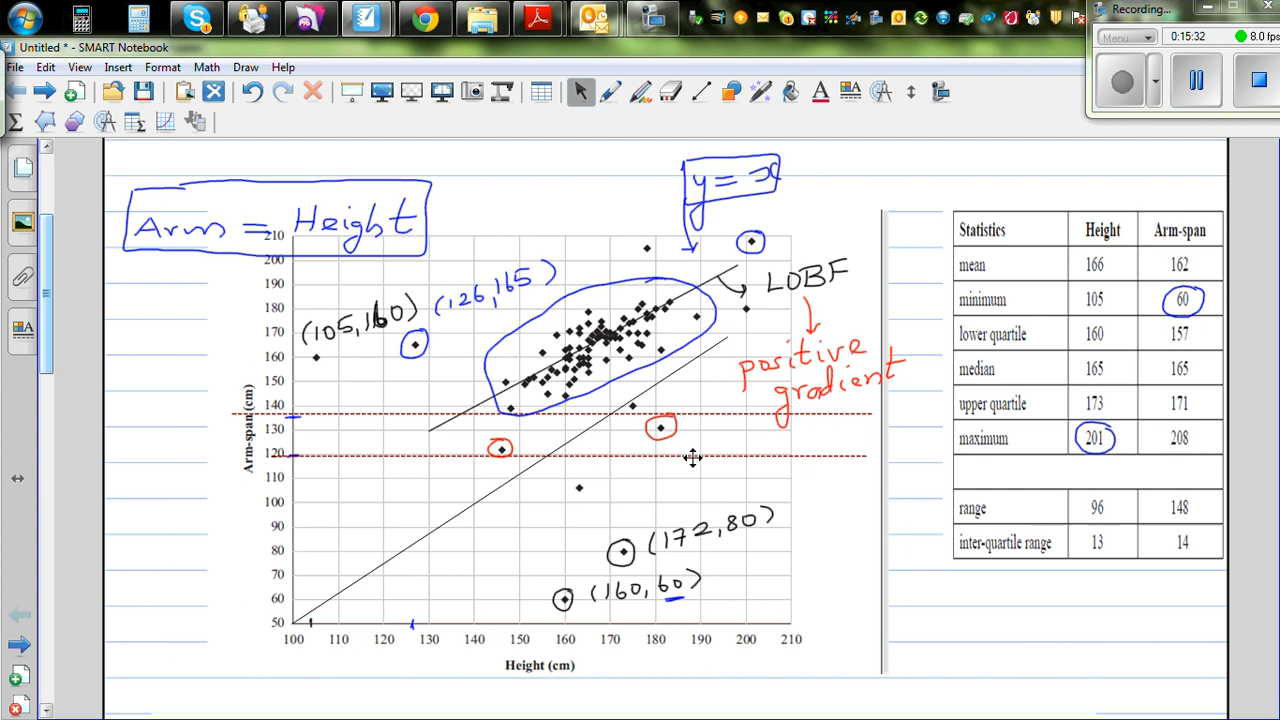 Recording...
Menu
0:15:32
8.0 fps
Untitled * - SMART Notebook
File Edit View Insert Format Math Draw Help
y = x
Arm = Height
210
200
190
180
170
160
150
140
130
120
110
100
90
80
70
60
50
Arm-span (cm)
(105,160)
(126,165)
LOBF
positive
gradient
(172,80)
(160,60)
100 110 120 130 140 150 160 170 180 190 200 210
Height (cm)
Statistics Height Arm-span
mean 166 162
minimum 105 60
lower quartile 160 157
median 165 165
upper quartile 173 171
maximum 201 208
range 96 148
inter-quartile range 13 14